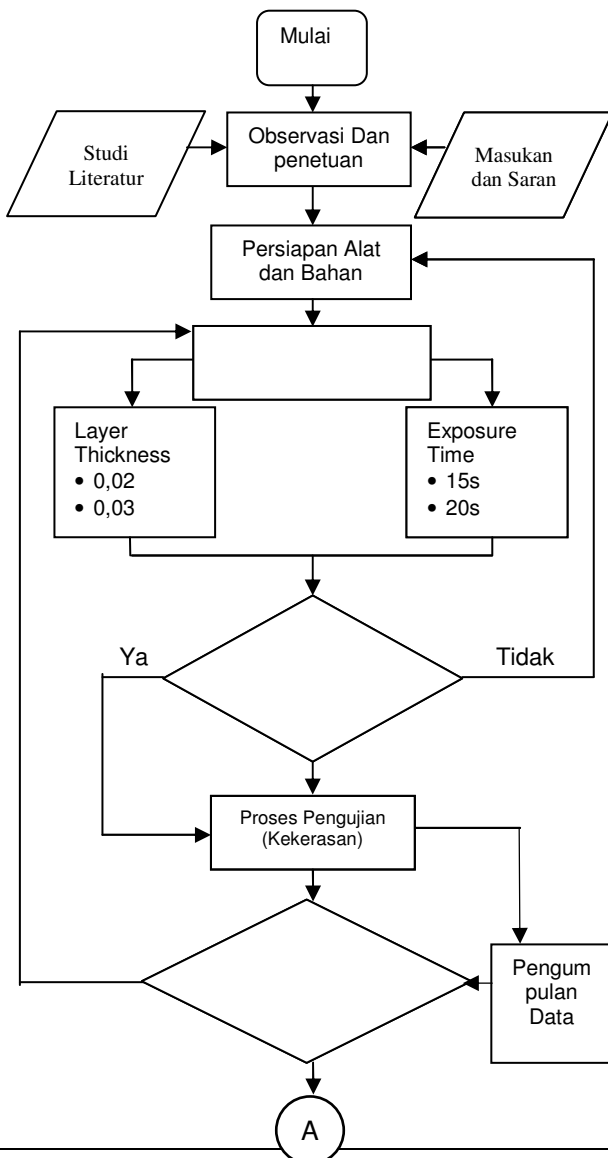 Mulai
Studi
Literatur
Observasi Dan
penetuan
Masukan
dan Saran
Persiapan Alat
dan Bahan
Layer
Thickness
• 0,02
• 0,03
Exposure
Time
• 15s
• 20s
Ya
Tidak
Proses Pengujian
(Kekerasan)
Pengum
pulan
Data
A